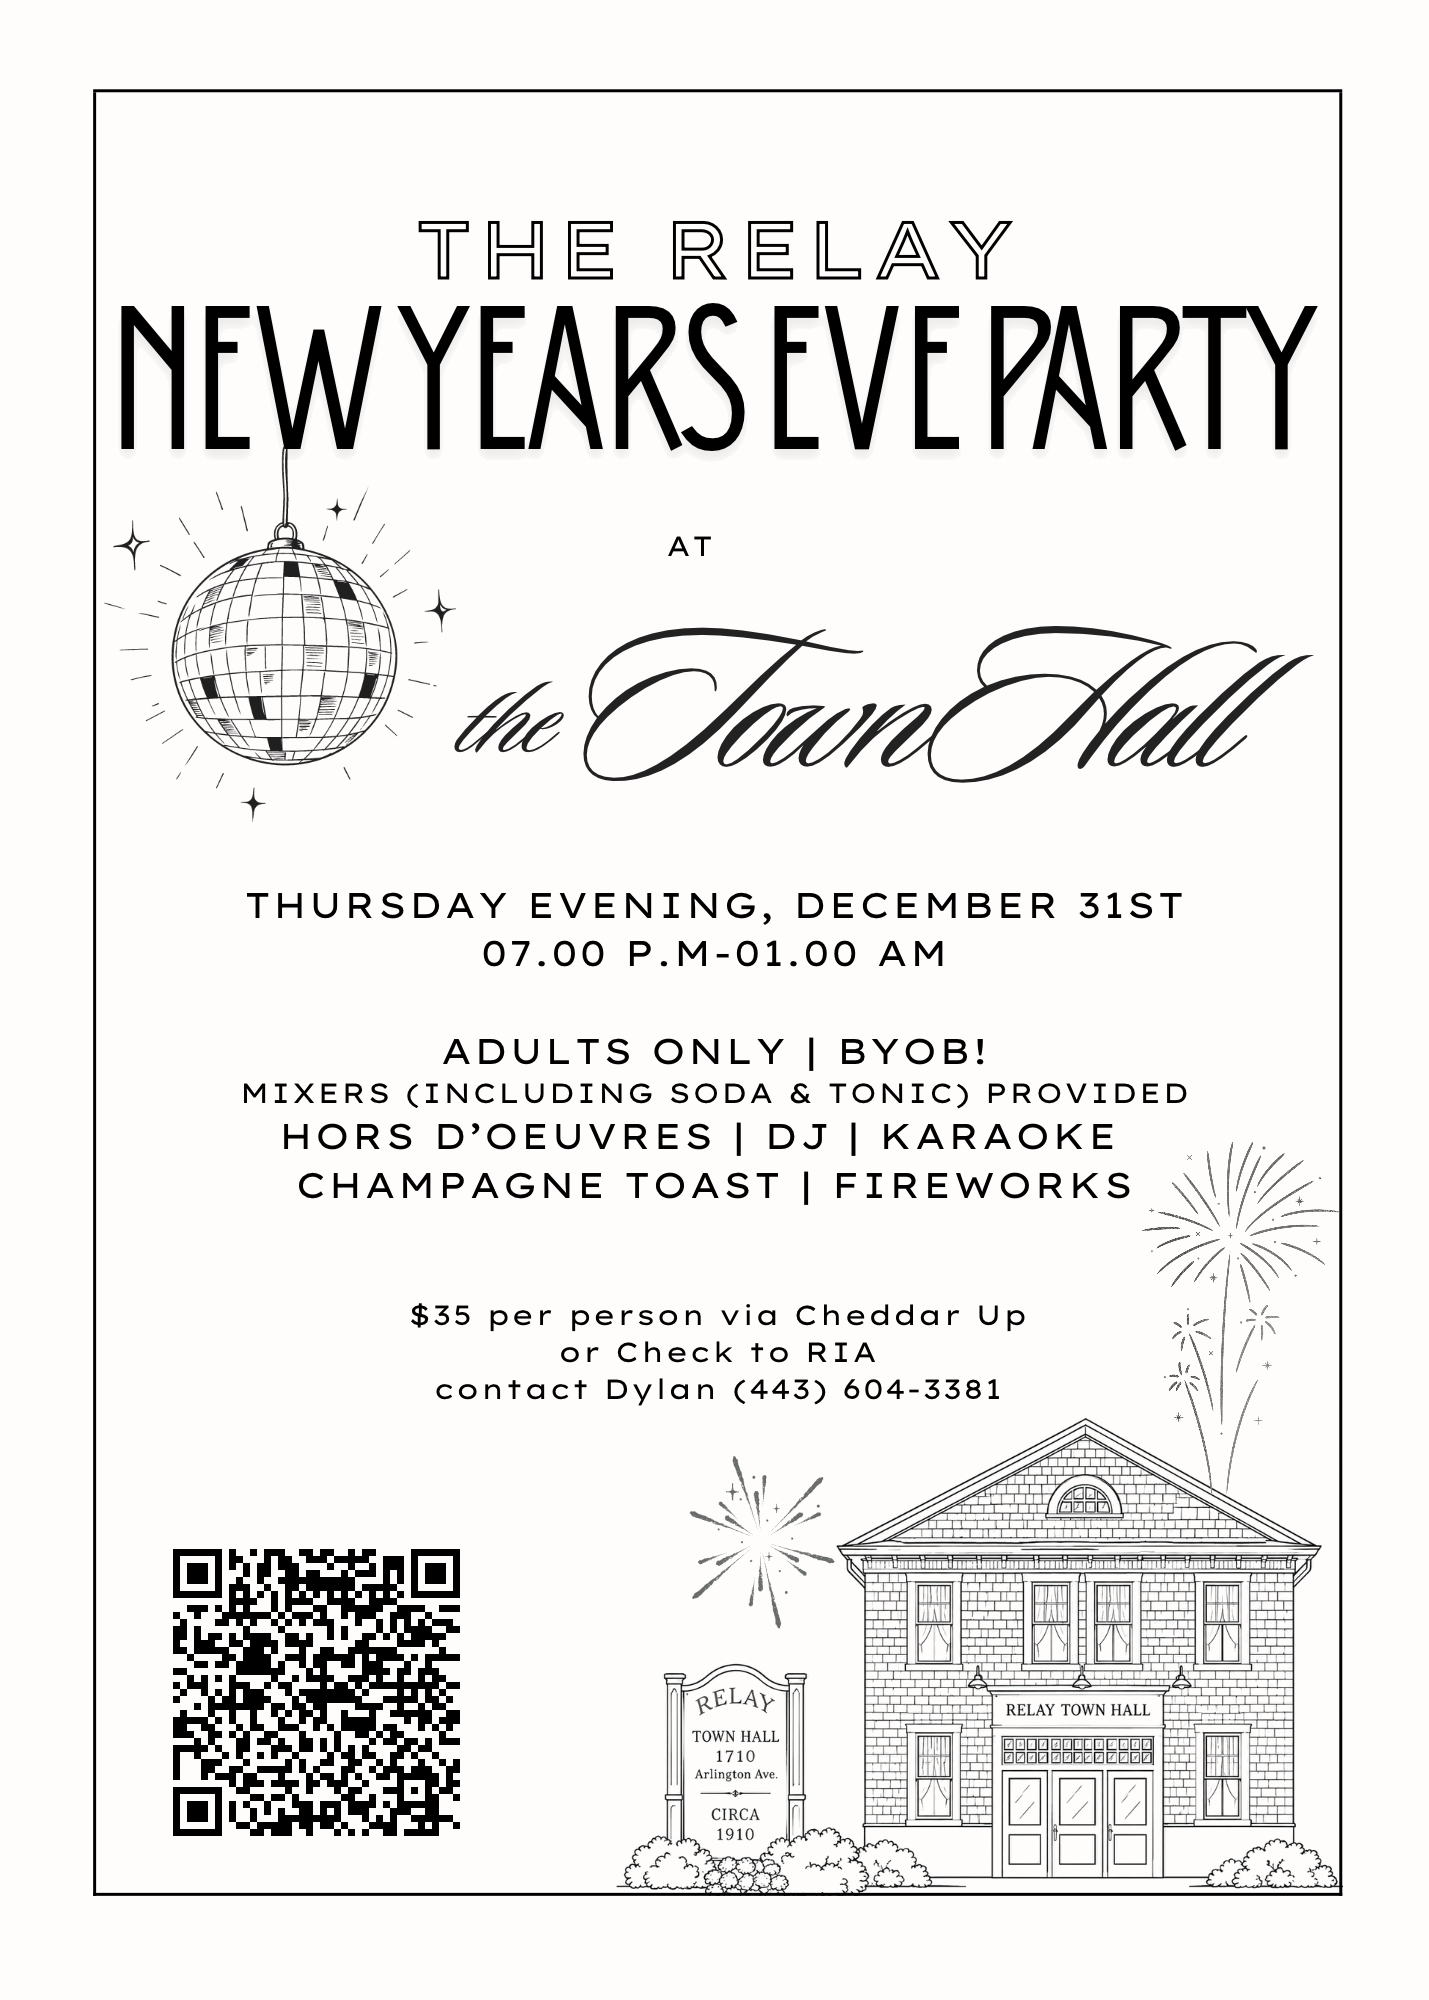 THE RELAY
NEW YEARS EVE PARTY
AT
the Town Hall
THURSDAY EVENING, DECEMBER 31ST
07.00 P.M-01.00 AM
ADULTS ONLY | BYOB!
MIXERS (INCLUDING SODA & TONIC) PROVIDED
HORS D’OEUVRES | DJ | KARAOKE
CHAMPAGNE TOAST | FIREWORKS
$35 per person via Cheddar Up
or Check to RIA
contact Dylan (443) 604-3381
RELAY
TOWN HALL
1710
Arlington Ave.
CIRCA
1910
RELAY TOWN HALL